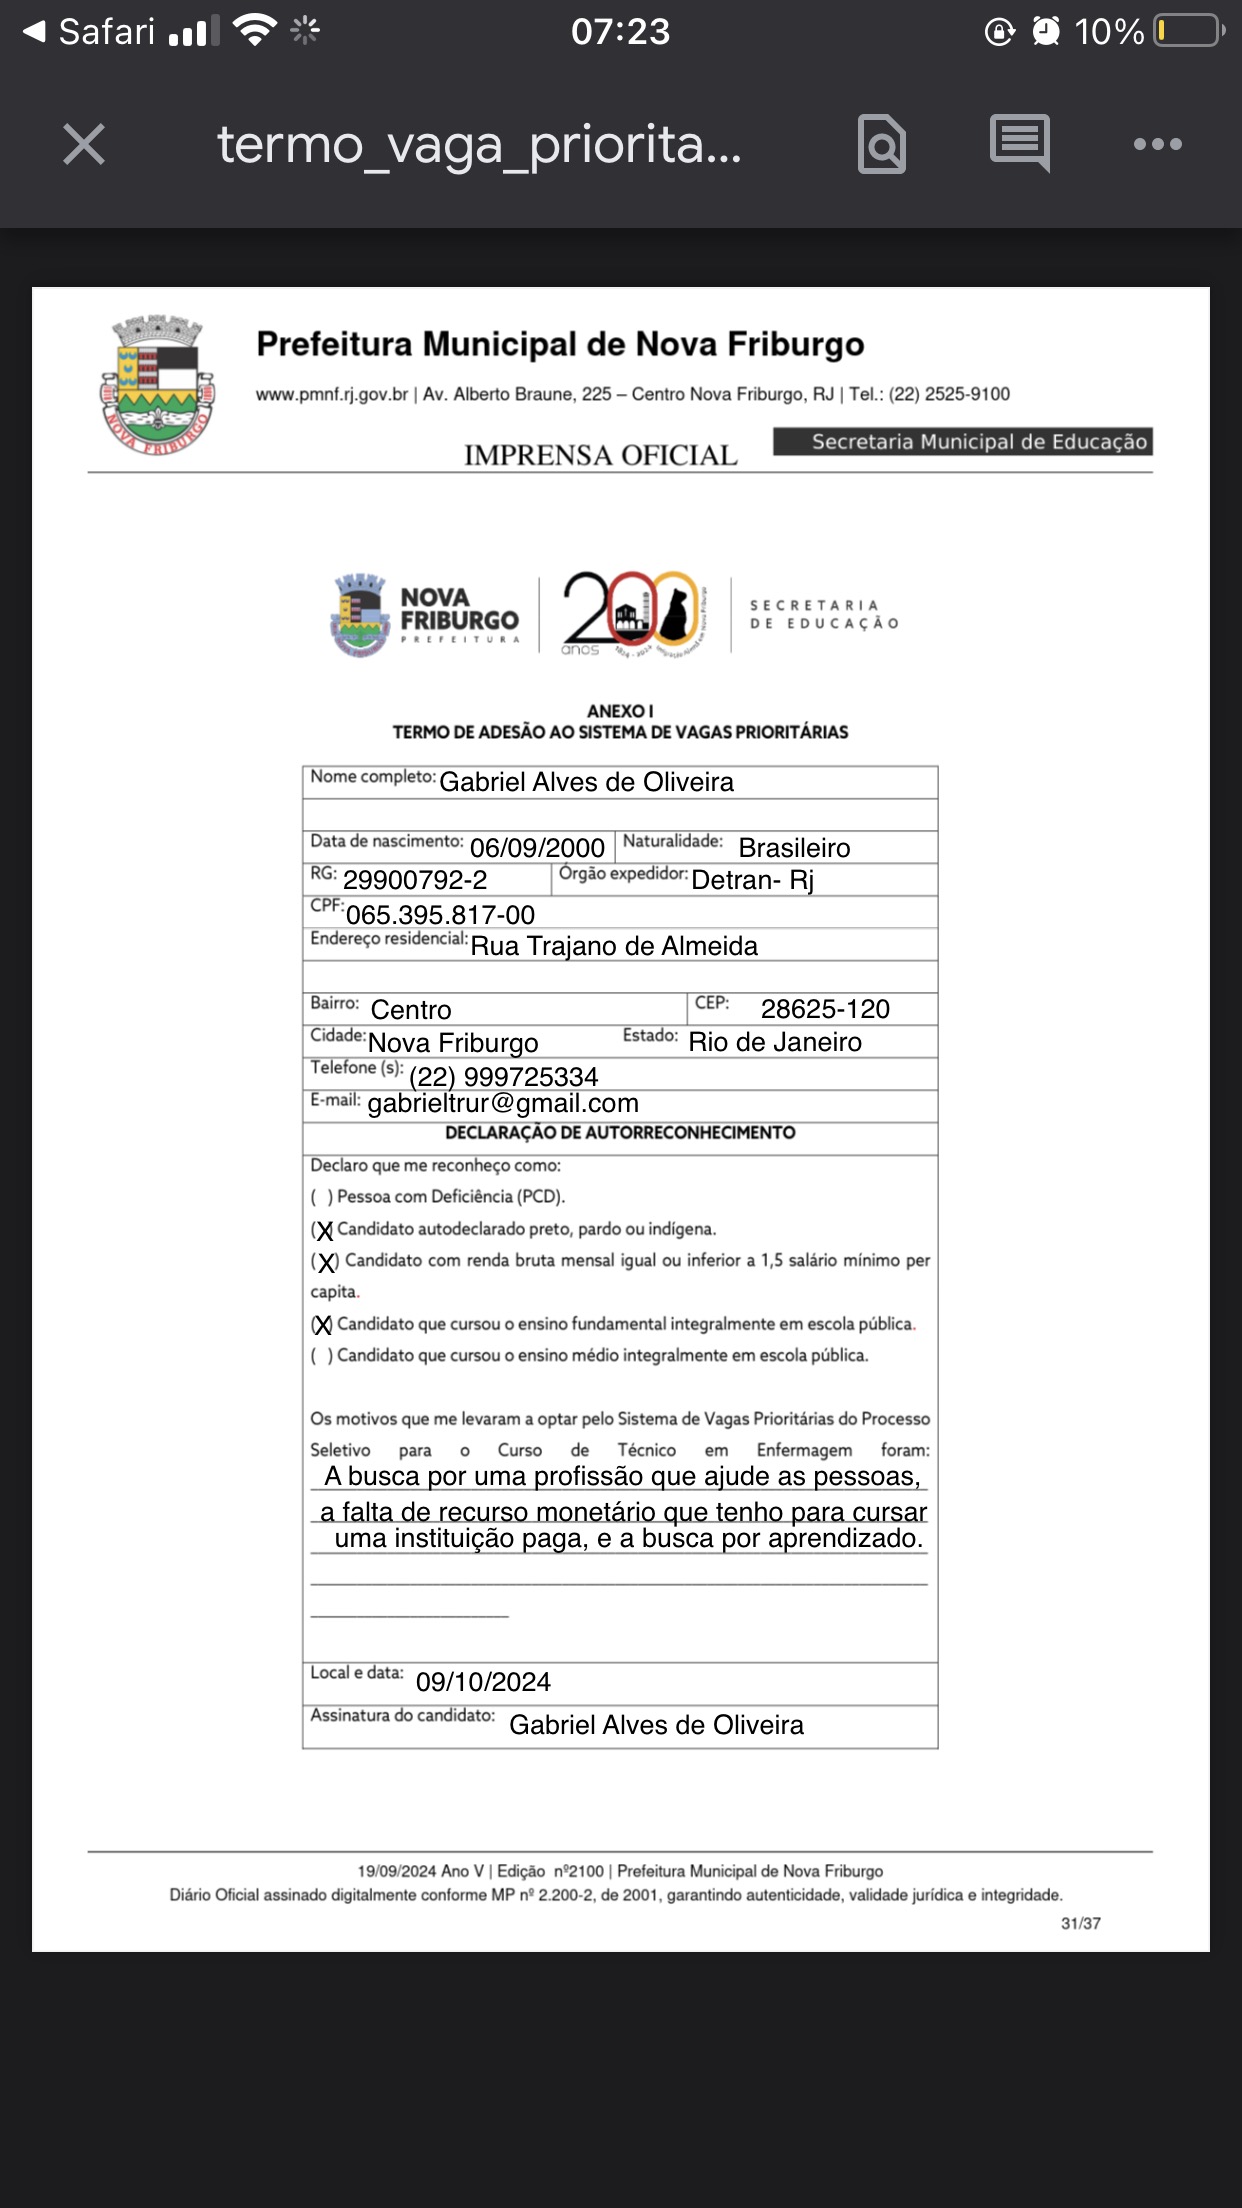 Safari 07:23 10%
termo_vaga_priorita...
NOVA FRIBURGO
Prefeitura Municipal de Nova Friburgo
www.pmnf.rj.gov.br | Av. Alberto Braune, 225 – Centro Nova Friburgo, RJ | Tel.: (22) 2525-9100
Secretaria Municipal de Educação
IMPRENSA OFICIAL
NOVA
FRIBURGO
PREFEITURA
200
anos
1824 - 2024
SECRETARIA
DE EDUCAÇÃO
ANEXO I
TERMO DE ADESÃO AO SISTEMA DE VAGAS PRIORITÁRIAS
Nome completo: Gabriel Alves de Oliveira
Data de nascimento: 06/09/2000 Naturalidade: Brasileiro
RG: 29900792-2 Órgão expedidor: Detran- Rj
CPF: 065.395.817-00
Endereço residencial: Rua Trajano de Almeida
Bairro: Centro CEP: 28625-120
Cidade: Nova Friburgo Estado: Rio de Janeiro
Telefone (s): (22) 999725334
E-mail: gabrieltrur@gmail.com
DECLARAÇÃO DE AUTORRECONHECIMENTO
Declaro que me reconheço como:
( ) Pessoa com Deficiência (PCD).
(X) Candidato autodeclarado preto, pardo ou indígena.
(X) Candidato com renda bruta mensal igual ou inferior a 1,5 salário mínimo per
capita.
(X) Candidato que cursou o ensino fundamental integralmente em escola pública.
( ) Candidato que cursou o ensino médio integralmente em escola pública.
Os motivos que me levaram a optar pelo Sistema de Vagas Prioritárias do Processo
Seletivo para o Curso de Técnico em Enfermagem foram:
A busca por uma profissão que ajude as pessoas,
a falta de recurso monetário que tenho para cursar
uma instituição paga, e a busca por aprendizado.
Local e data: 09/10/2024
Assinatura do candidato: Gabriel Alves de Oliveira
19/09/2024 Ano V | Edição nº2100 | Prefeitura Municipal de Nova Friburgo
Diário Oficial assinado digitalmente conforme MP nº 2.200-2, de 2001, garantindo autenticidade, validade jurídica e integridade.
31/37